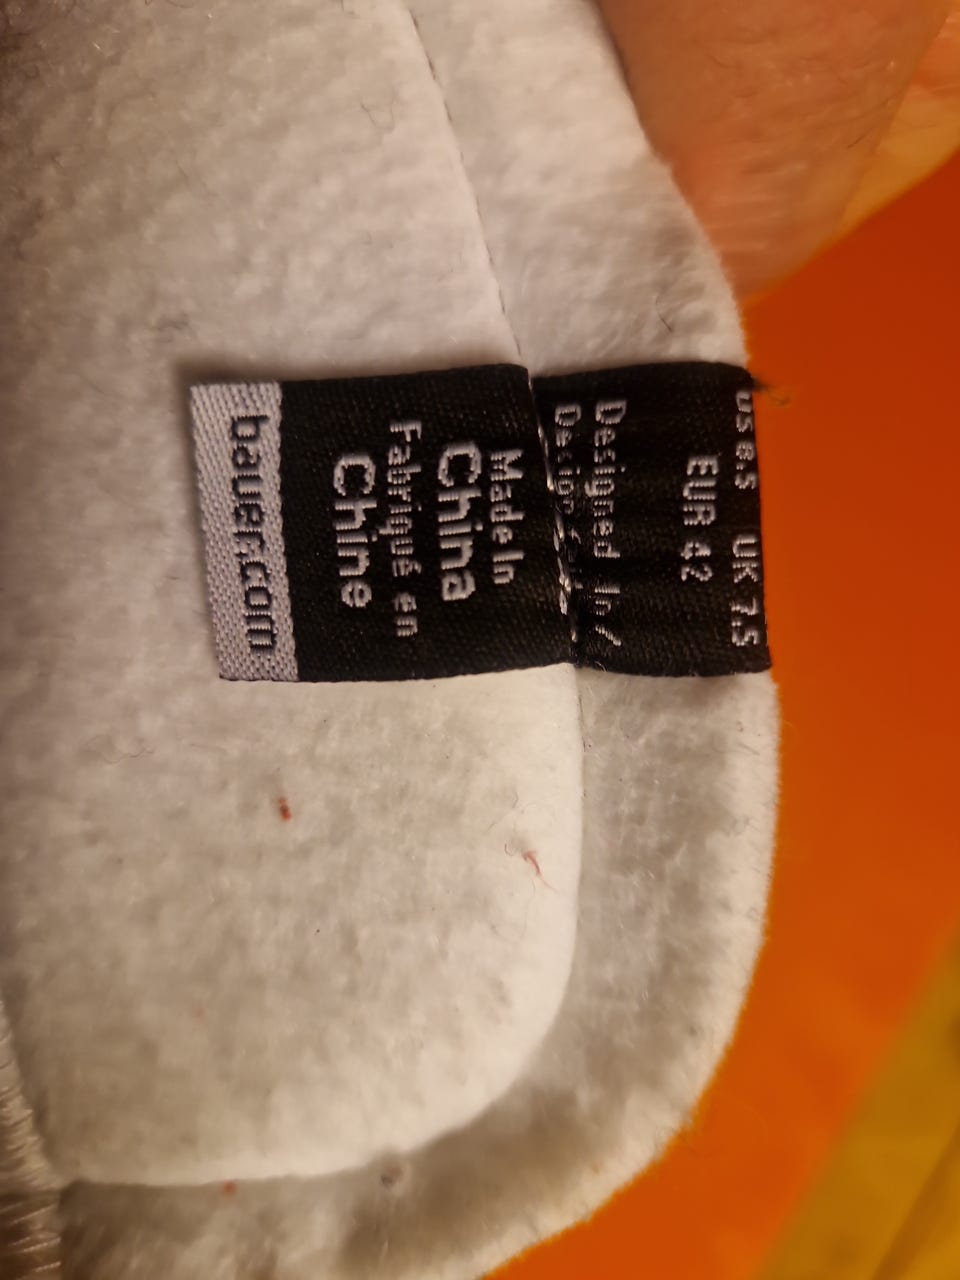 US 8.5 UK 7.5
EUR 42
Designed In/
Made In
China
Fabriqué en
Chine
bauer.com